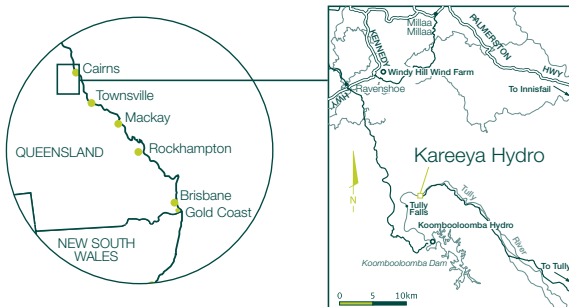 Cairns
Townsville
Mackay
QUEENSLAND
Rockhampton
Brisbane
Gold Coast
NEW SOUTH
WALES
Millaa
Millaa
KENNEDY
PALMERSTON
HWY
Windy Hill Wind Farm
To Innisfail
Ravenshoe
HWY
Kareeya Hydro
N
Tully
Falls
Tully
River
Koombooloomba Hydro
Koombooloomba Dam
To Tully
0 5 10km